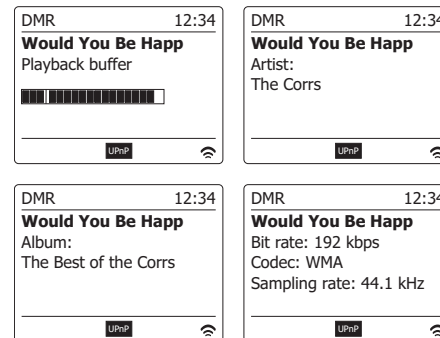 DMR 12:34
Would You Be Happ
Playback buffer
UPnP
DMR 12:34
Would You Be Happ
Artist:
The Corrs
UPnP
DMR 12:34
Would You Be Happ
Album:
The Best of the Corrs
UPnP
DMR 12:34
Would You Be Happ
Bit rate: 192 kbps
Codec: WMA
Sampling rate: 44.1 kHz
UPnP